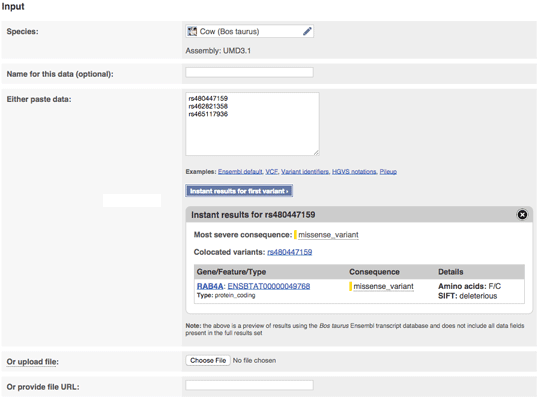 Input
Species:
Cow (Bos taurus)
Assembly: UMD3.1
Name for this data (optional):
Either paste data:
rs480447159
rs462821358
rs465117936
Examples: Ensembl default, VCF, Variant identifiers, HGVS notations, Pileup
Instant results for first variant ›
Instant results for rs480447159
Most severe consequence: missense_variant
Colocated variants: rs480447159
Gene/Feature/Type Consequence Details
RAB4A: ENSBTAT00000049768 missense_variant Amino acids: F/C
Type: protein_coding SIFT: deleterious
Note: the above is a preview of results using the Bos taurus Ensembl transcript database and does not include all data fields
present in the full results set
Or upload file: Choose File No file chosen
Or provide file URL: